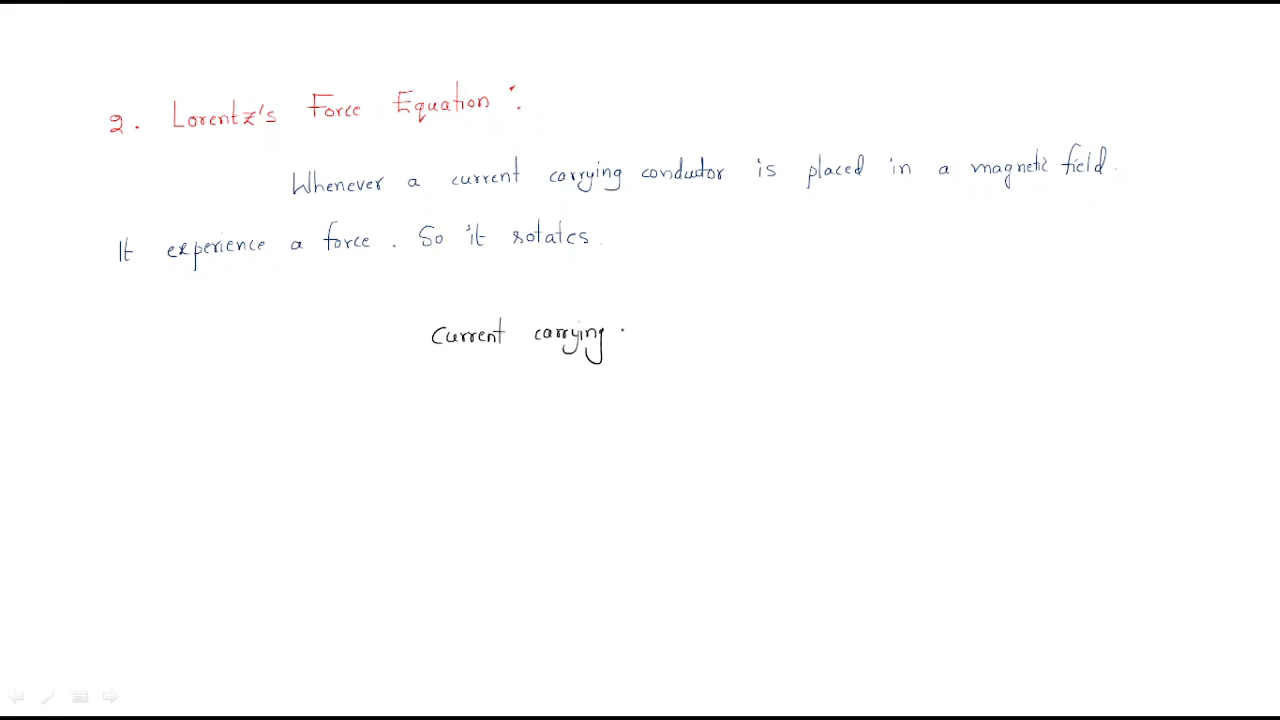 2. Lorentz's Force Equation :
Whenever a current carrying condutor is placed in a magnetic field.
It experience a force. So it rotates.
Current carrying